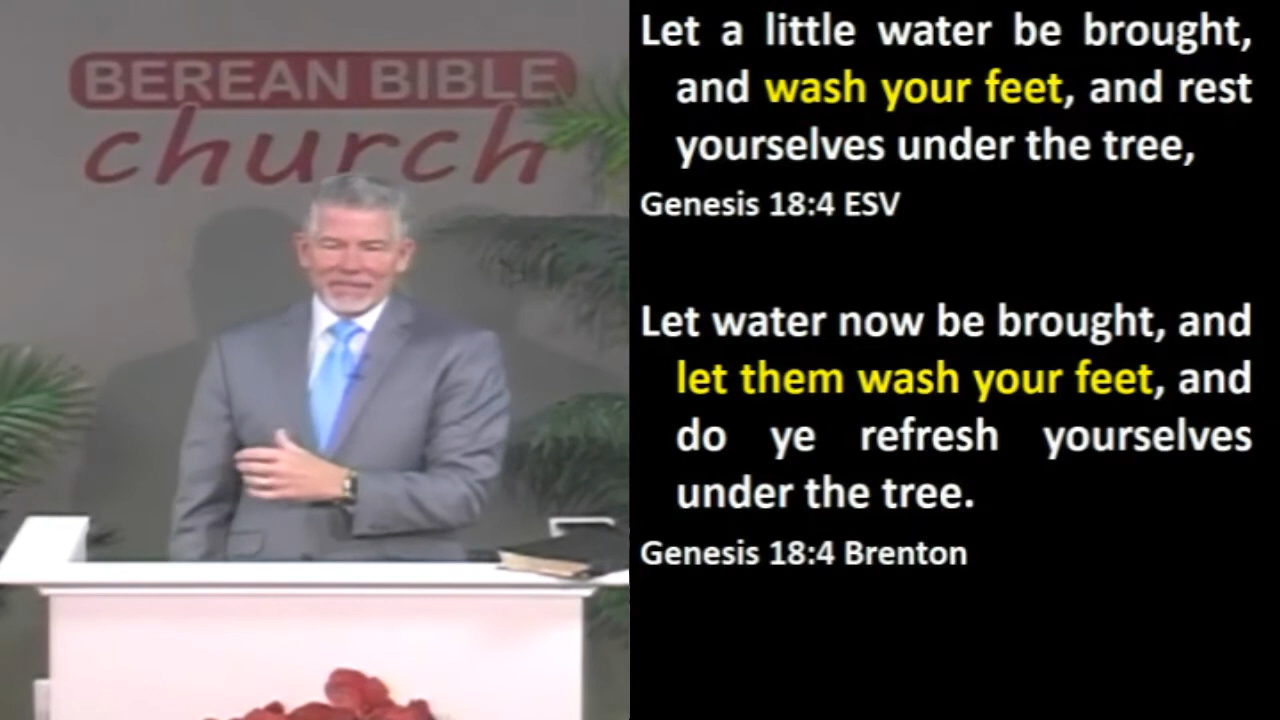 BEREAN BIBLE
church
Let a little water be brought,
and wash your feet, and rest
yourselves under the tree,
Genesis 18:4 ESV
Let water now be brought, and
let them wash your feet, and
do ye refresh yourselves
under the tree.
Genesis 18:4 Brenton